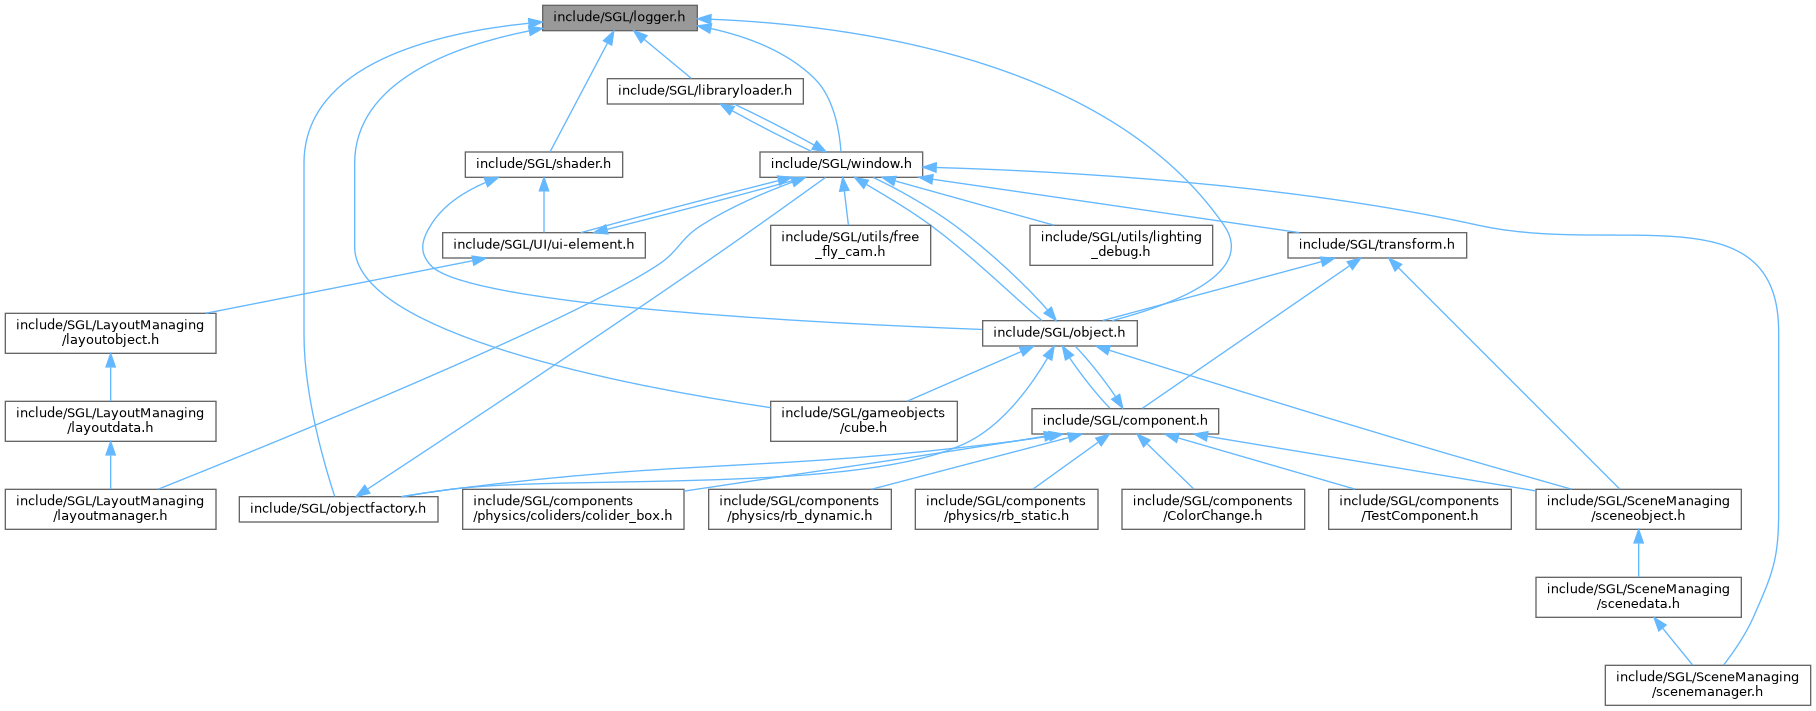 include/SGL/logger.h
include/SGL/libraryloader.h
include/SGL/shader.h
include/SGL/window.h
include/SGL/UI/ui-element.h
include/SGL/utils/free
_fly_cam.h
include/SGL/utils/lighting
_debug.h
include/SGL/transform.h
include/SGL/LayoutManaging
/layoutobject.h
include/SGL/object.h
include/SGL/LayoutManaging
/layoutdata.h
include/SGL/gameobjects
/cube.h
include/SGL/component.h
include/SGL/LayoutManaging
/layoutmanager.h
include/SGL/objectfactory.h
include/SGL/components
/physics/coliders/colider_box.h
include/SGL/components
/physics/rb_dynamic.h
include/SGL/components
/physics/rb_static.h
include/SGL/components
/ColorChange.h
include/SGL/components
/TestComponent.h
include/SGL/SceneManaging
/sceneobject.h
include/SGL/SceneManaging
/scenedata.h
include/SGL/SceneManaging
/scenemanager.h